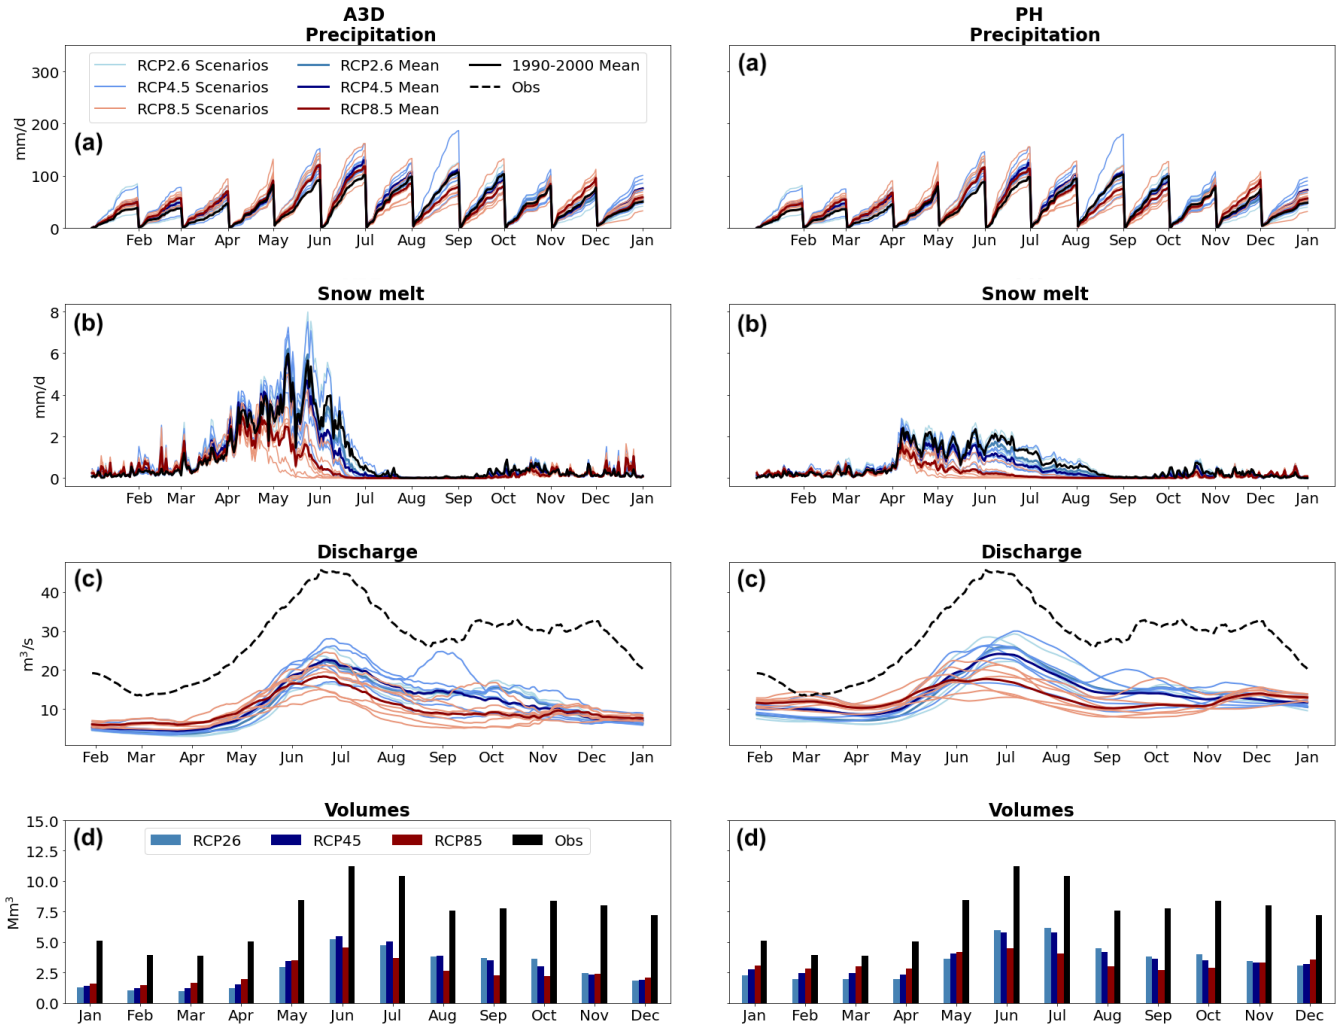 A3D
Precipitation
PH
Precipitation
(a)
RCP2.6 Scenarios
RCP4.5 Scenarios
RCP8.5 Scenarios
RCP2.6 Mean
RCP4.5 Mean
RCP8.5 Mean
1990-2000 Mean
Obs
mm/d
300
200
100
0
Feb Mar Apr May Jun Jul Aug Sep Oct Nov Dec Jan
(a)
Feb Mar Apr May Jun Jul Aug Sep Oct Nov Dec Jan
Snow melt
(b)
mm/d
8
6
4
2
0
Feb Mar Apr May Jun Jul Aug Sep Oct Nov Dec Jan
Snow melt
(b)
Feb Mar Apr May Jun Jul Aug Sep Oct Nov Dec Jan
Discharge
(c)
m³/s
40
30
20
10
Feb Mar Apr May Jun Jul Aug Sep Oct Nov Dec Jan
Discharge
(c)
Feb Mar Apr May Jun Jul Aug Sep Oct Nov Dec Jan
Volumes
(d)
RCP26 RCP45 RCP85 Obs
Mm³
15.0
12.5
10.0
7.5
5.0
2.5
0.0
Jan Feb Mar Apr May Jun Jul Aug Sep Oct Nov Dec
Volumes
(d)
Jan Feb Mar Apr May Jun Jul Aug Sep Oct Nov Dec